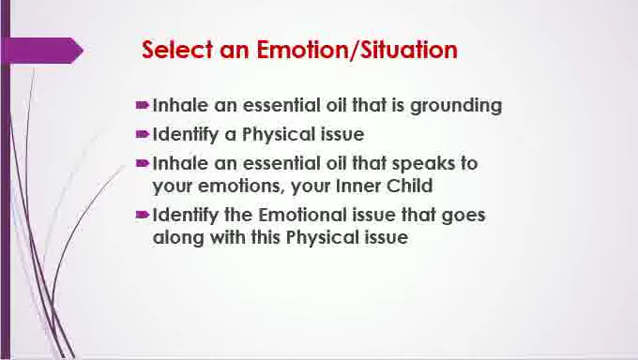 Select an Emotion/Situation
Inhale an essential oil that is grounding
Identify a Physical issue
Inhale an essential oil that speaks to
your emotions, your Inner Child
Identify the Emotional issue that goes
along with this Physical issue